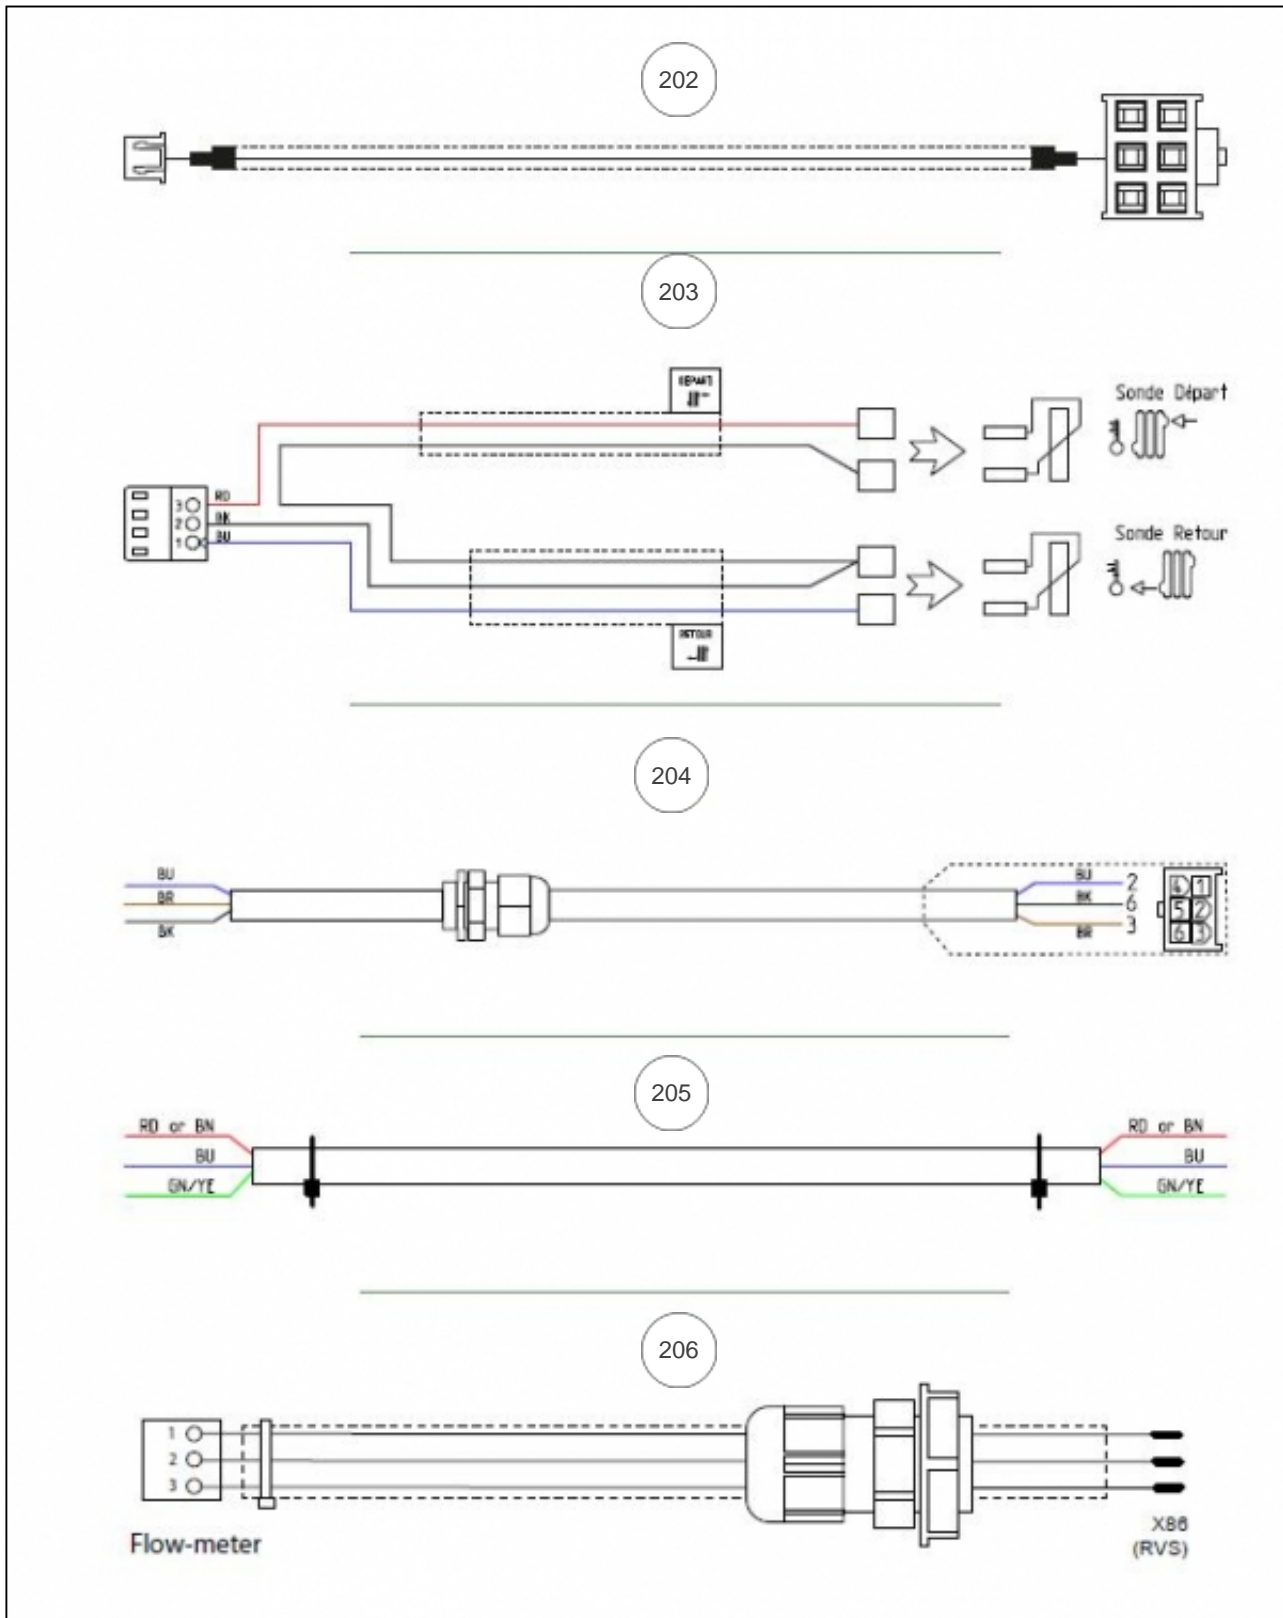 202
203
DEPART
Sonde Départ
3 RD
2 BK
1 BU
Sonde Retour
RETOUR
204
BU
BR
BK
BU 2
BK 6
BR 3
4 1
5 2
6 3
205
RD or BN
BU
GN/YE
RD or BN
BU
GN/YE
206
1
2
3
Flow-meter
X86
(RVS)